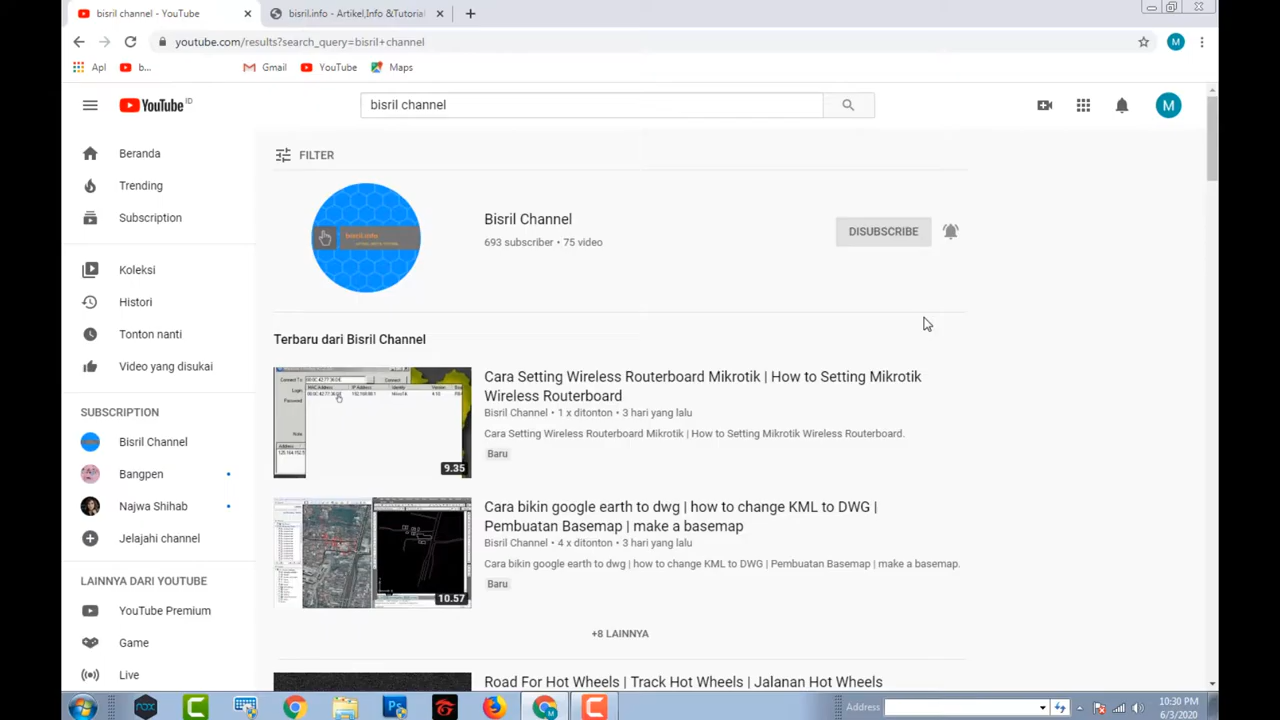 bisril channel - YouTube
bisril.info - Artikel,Info &Tutorial
youtube.com/results?search_query=bisril+channel
Apl
b...
Gmail
YouTube
Maps
M
YouTube ID
bisril channel
M
Beranda
Trending
Subscription
Koleksi
Histori
Tonton nanti
Video yang disukai
SUBSCRIPTION
Bisril Channel
Bangpen
Najwa Shihab
Jelajahi channel
LAINNYA DARI YOUTUBE
YouTube Premium
Game
Live
FILTER
Bisril Channel
693 subscriber • 75 video
DISUBSCRIBE
Terbaru dari Bisril Channel
9.35
Cara Setting Wireless Routerboard Mikrotik | How to Setting Mikrotik
Wireless Routerboard
Bisril Channel • 1 x ditonton • 3 hari yang lalu
Cara Setting Wireless Routerboard Mikrotik | How to Setting Mikrotik Wireless Routerboard.
Baru
10.57
Cara bikin google earth to dwg | how to change KML to DWG |
Pembuatan Basemap | make a basemap
Bisril Channel • 4 x ditonton • 3 hari yang lalu
Cara bikin google earth to dwg | how to change KML to DWG | Pembuatan Basemap | make a basemap.
Baru
+8 LAINNYA
Road For Hot Wheels | Track Hot Wheels | Jalanan Hot Wheels
Address
10:30 PM
6/3/2020